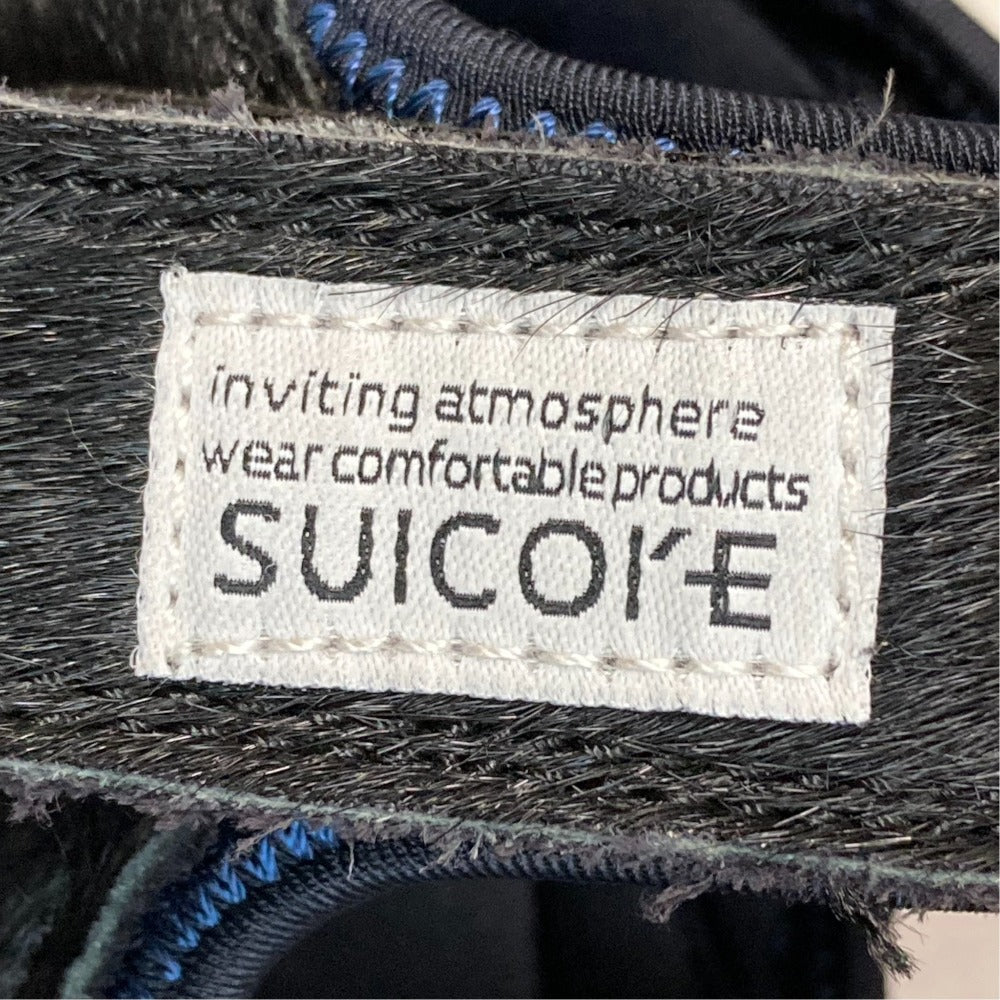 inviting atmosphere
wear comfortable products
SUICOKE